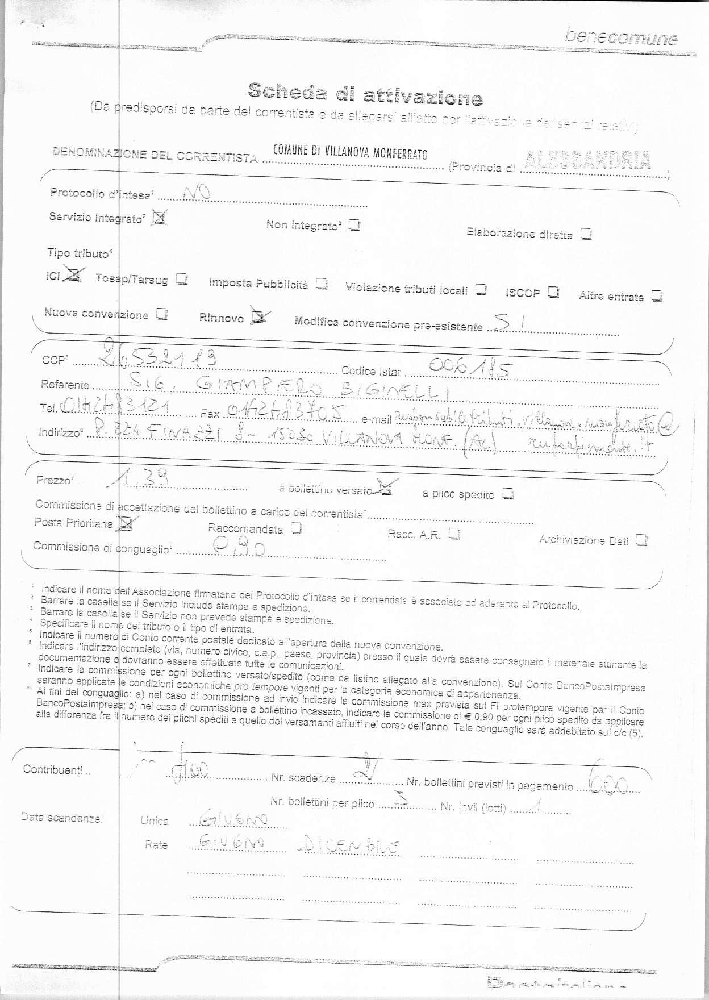 benecomune
Scheda di attivazione
(Da predisporsi da parte del correntista e da allegarsi all'atto per l'attivazione dei servizi relativi)
DENOMINAZIONE DEL CORRENTISTA COMUNE DI VILLANOVA MONFERRATO (Provincia di ALESSANDRIA)
Protocollo d'intesa¹ NO
Servizio integrato² ☒ Non integrato³ ☐ Elaborazione diretta ☐
Tipo tributo⁴
ICI ☒ Tosap/Tarsug ☐ Imposta Pubblicità ☐ Violazione tributi locali ☐ ISCOP ☐ Altre entrate ☐
Nuova convenzione ☐ Rinnovo ☒ Modifica convenzione pre-esistente SI
CCP⁵ 26532119 Codice Istat 006185
Referente SIG. GIAMPIERO BIGINELLI
Tel. 0142483121 Fax 0142483705 e-mail responsabile.tributi.villanova.monferrato@
Indirizzo⁶ P.ZZA FINAZZI 8 - 15030 VILLANOVA MONF. (AL) ruparpiemonte.it
Prezzo⁷ 1,39 a bollettino versato ☒ a plico spedito ☐
Commissione di accettazione del bollettino a carico del correntista
Posta Prioritaria ☒ Raccomandata ☐ Racc. A.R. ☐ Archiviazione Dati ☐
Commissione di conguaglio⁸ 0,90
¹ Indicare il nome dell'Associazione firmataria del Protocollo d'intesa se il correntista è associato ed aderente al Protocollo.
² Barrare la casella se il Servizio include stampa e spedizione.
³ Barrare la casella se il Servizio non prevede stampa e spedizione.
⁴ Specificare il nome del tributo o il tipo di entrata.
⁵ Indicare il numero di Conto corrente postale dedicato all'apertura della nuova convenzione.
⁶ Indicare l'indirizzo completo (via, numero civico, c.a.p., paese, provincia) presso il quale dovrà essere consegnato il materiale attinente la
documentazione e dovranno essere effettuate tutte le comunicazioni.
⁷ Indicare la commissione per ogni bollettino versato/spedito (come da listino allegato alla convenzione). Sul Conto BancoPostaImpresa
saranno applicate le condizioni economiche pro tempore vigenti per la categoria economica di appartenenza.
⁸ Ai fini del conguaglio: a) nel caso di commissione ad invio indicare la commissione max prevista sul FI protempore vigente per il Conto
BancoPostaImpresa; b) nel caso di commissione a bollettino incassato, indicare la commissione di € 0,90 per ogni plico spedito da applicare
alla differenza fra il numero dei plichi spediti e quello dei versamenti affluiti nel corso dell'anno. Tale conguaglio sarà addebitato sul c/c (5).
Contribuenti Nr. scadenze 2 Nr. bollettini previsti in pagamento 600
Nr. bollettini per plico 3 Nr. invii (lotti) 1
Data scandenze: Unica GIUGNO
Rate GIUGNO DICEMBRE
Posteitaliane